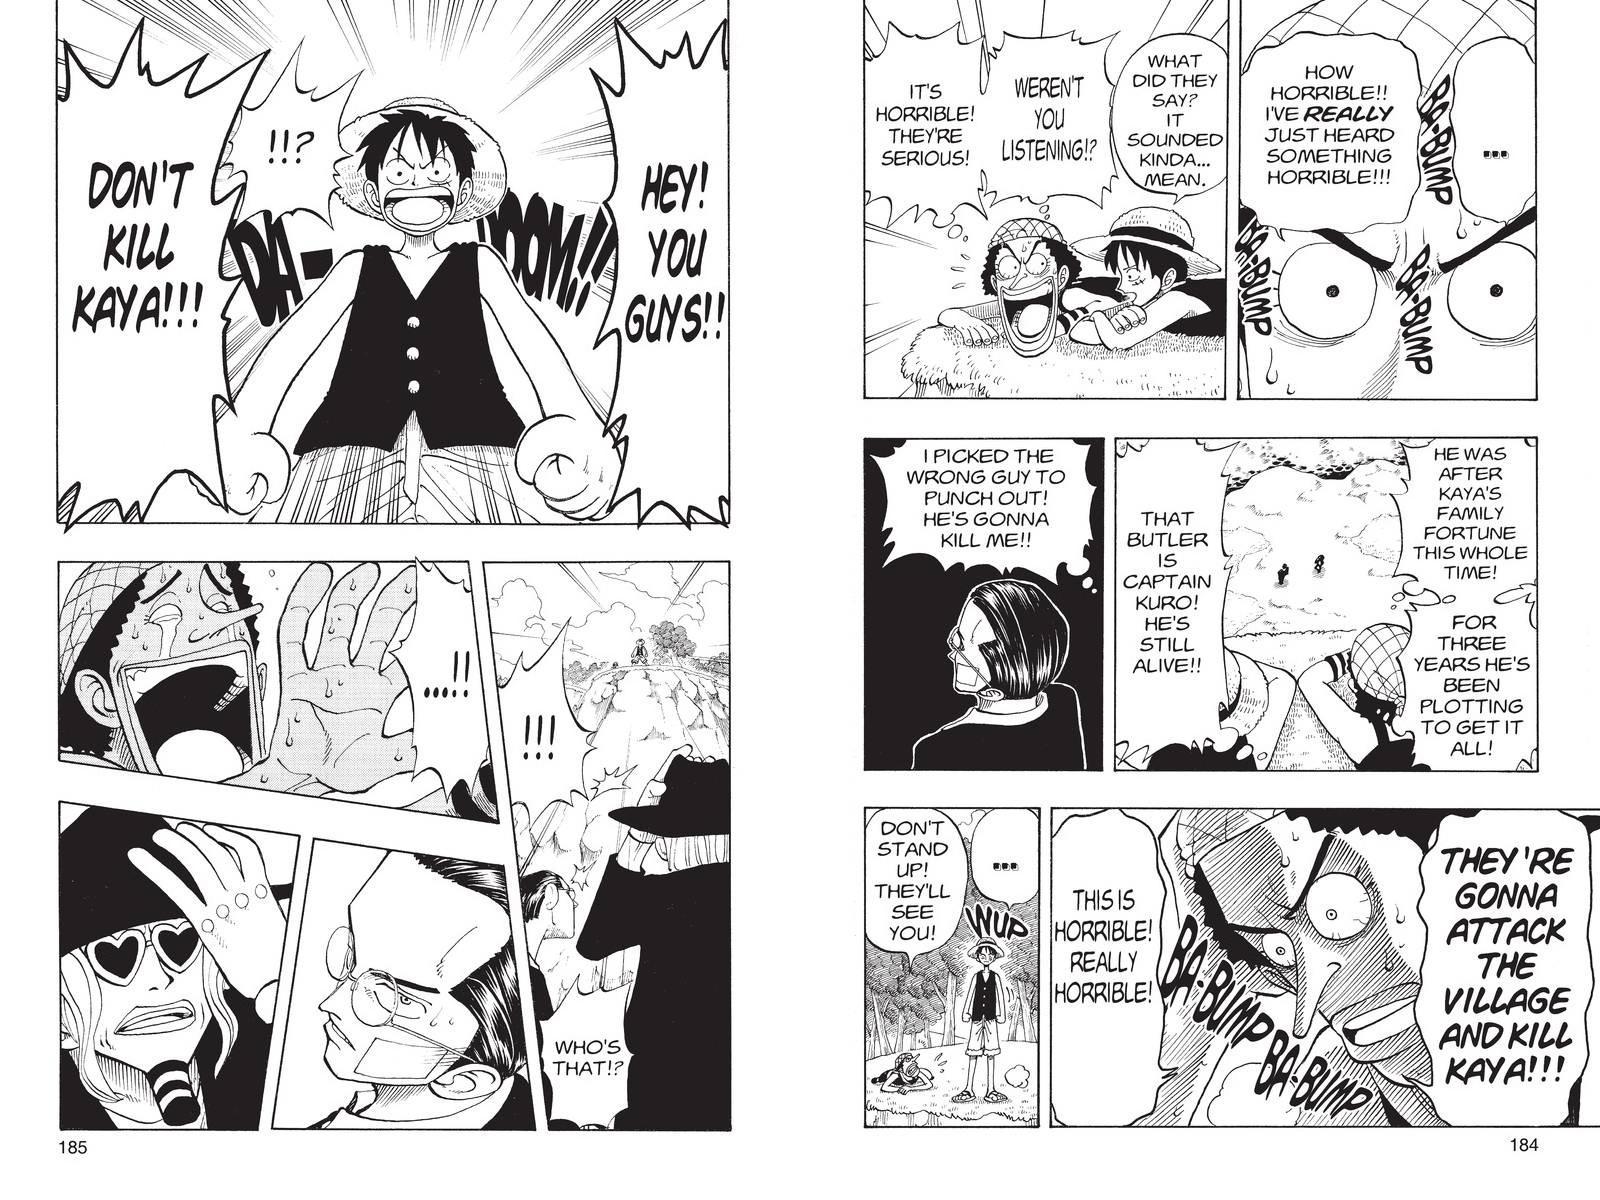 ...
HOW
HORRIBLE!!
I'VE REALLY
JUST HEARD
SOMETHING
HORRIBLE!!!
BA-BUMP
BA-BUMP
BA-BUMP
WHAT
DID THEY
SAY?
IT
SOUNDED
KINDA...
MEAN.
WEREN'T
YOU
LISTENING!?
IT'S
HORRIBLE!
THEY'RE
SERIOUS!
HE WAS
AFTER
KAYA'S
FAMILY
FORTUNE
THIS WHOLE
TIME!
FOR
THREE
YEARS HE'S
BEEN
PLOTTING
TO GET IT
ALL!
THAT
BUTLER
IS
CAPTAIN
KURO!
HE'S
STILL
ALIVE!!
I PICKED THE
WRONG GUY TO
PUNCH OUT!
HE'S GONNA
KILL ME!!
THEY'RE
GONNA
ATTACK
THE
VILLAGE
AND KILL
KAYA!!!
BA-BUMP
BA-BUMP
THIS IS
HORRIBLE!
REALLY
HORRIBLE!
...
WUP
DON'T
STAND
UP!
THEY'LL
SEE
YOU!
184
HEY!
YOU
GUYS!!
!!?
DA-
OOM!!
DON'T
KILL
KAYA!!!
!!!
WHO'S
THAT!?
...!!
185